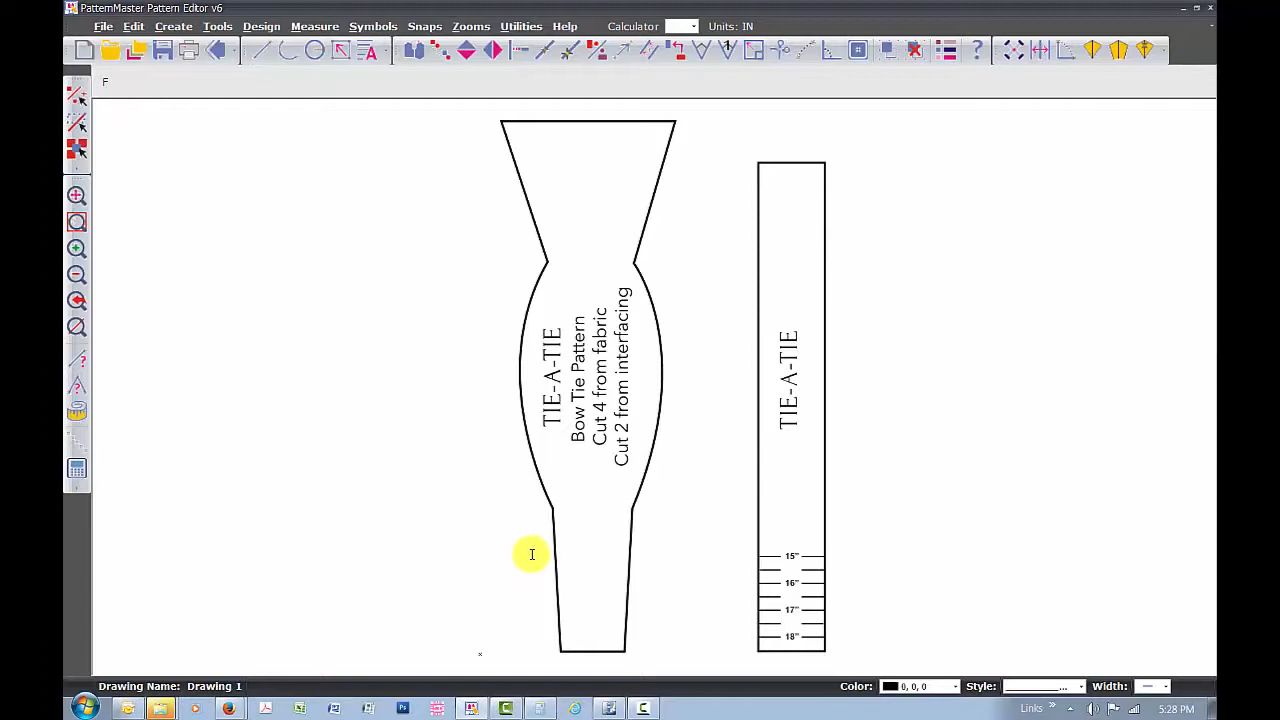 PatternMaster Pattern Editor v6
File Edit Create Tools Design Measure Symbols Snaps Zooms Utilities Help Calculator Units: IN
F
TIE-A-TIE
Bow Tie Pattern
Cut 4 from fabric
Cut 2 from interfacing
TIE-A-TIE
15"
16"
17"
18"
Drawing Name: Drawing 1 Color: 0, 0, 0 Style: Width:
Links 5:28 PM